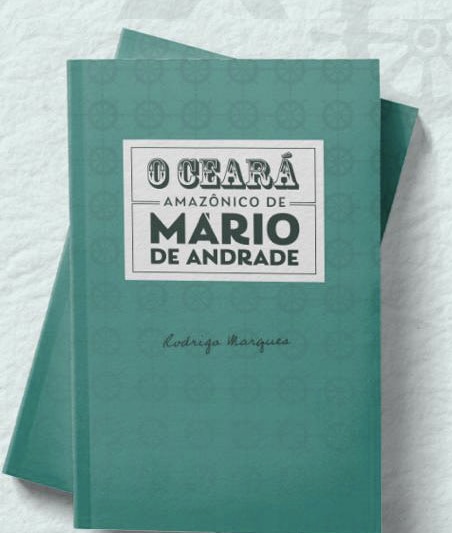 O CEARÁ
AMAZÔNICO DE
MÁRIO
DE ANDRADE
Rodrigo Marques